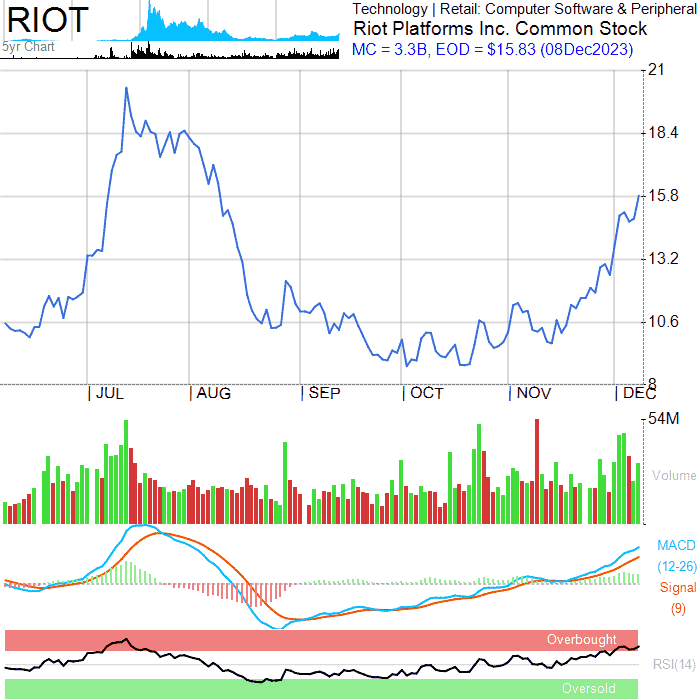 RIOT
5yr Chart
Technology | Retail: Computer Software & Peripheral
Riot Platforms Inc. Common Stock
MC = 3.3B, EOD = $15.83 (08Dec2023)
21
18.4
15.8
13.2
10.6
8
JUL AUG SEP OCT NOV DEC
54M
Volume
MACD
(12-26)
Signal
(9)
Overbought
RSI(14)
Oversold